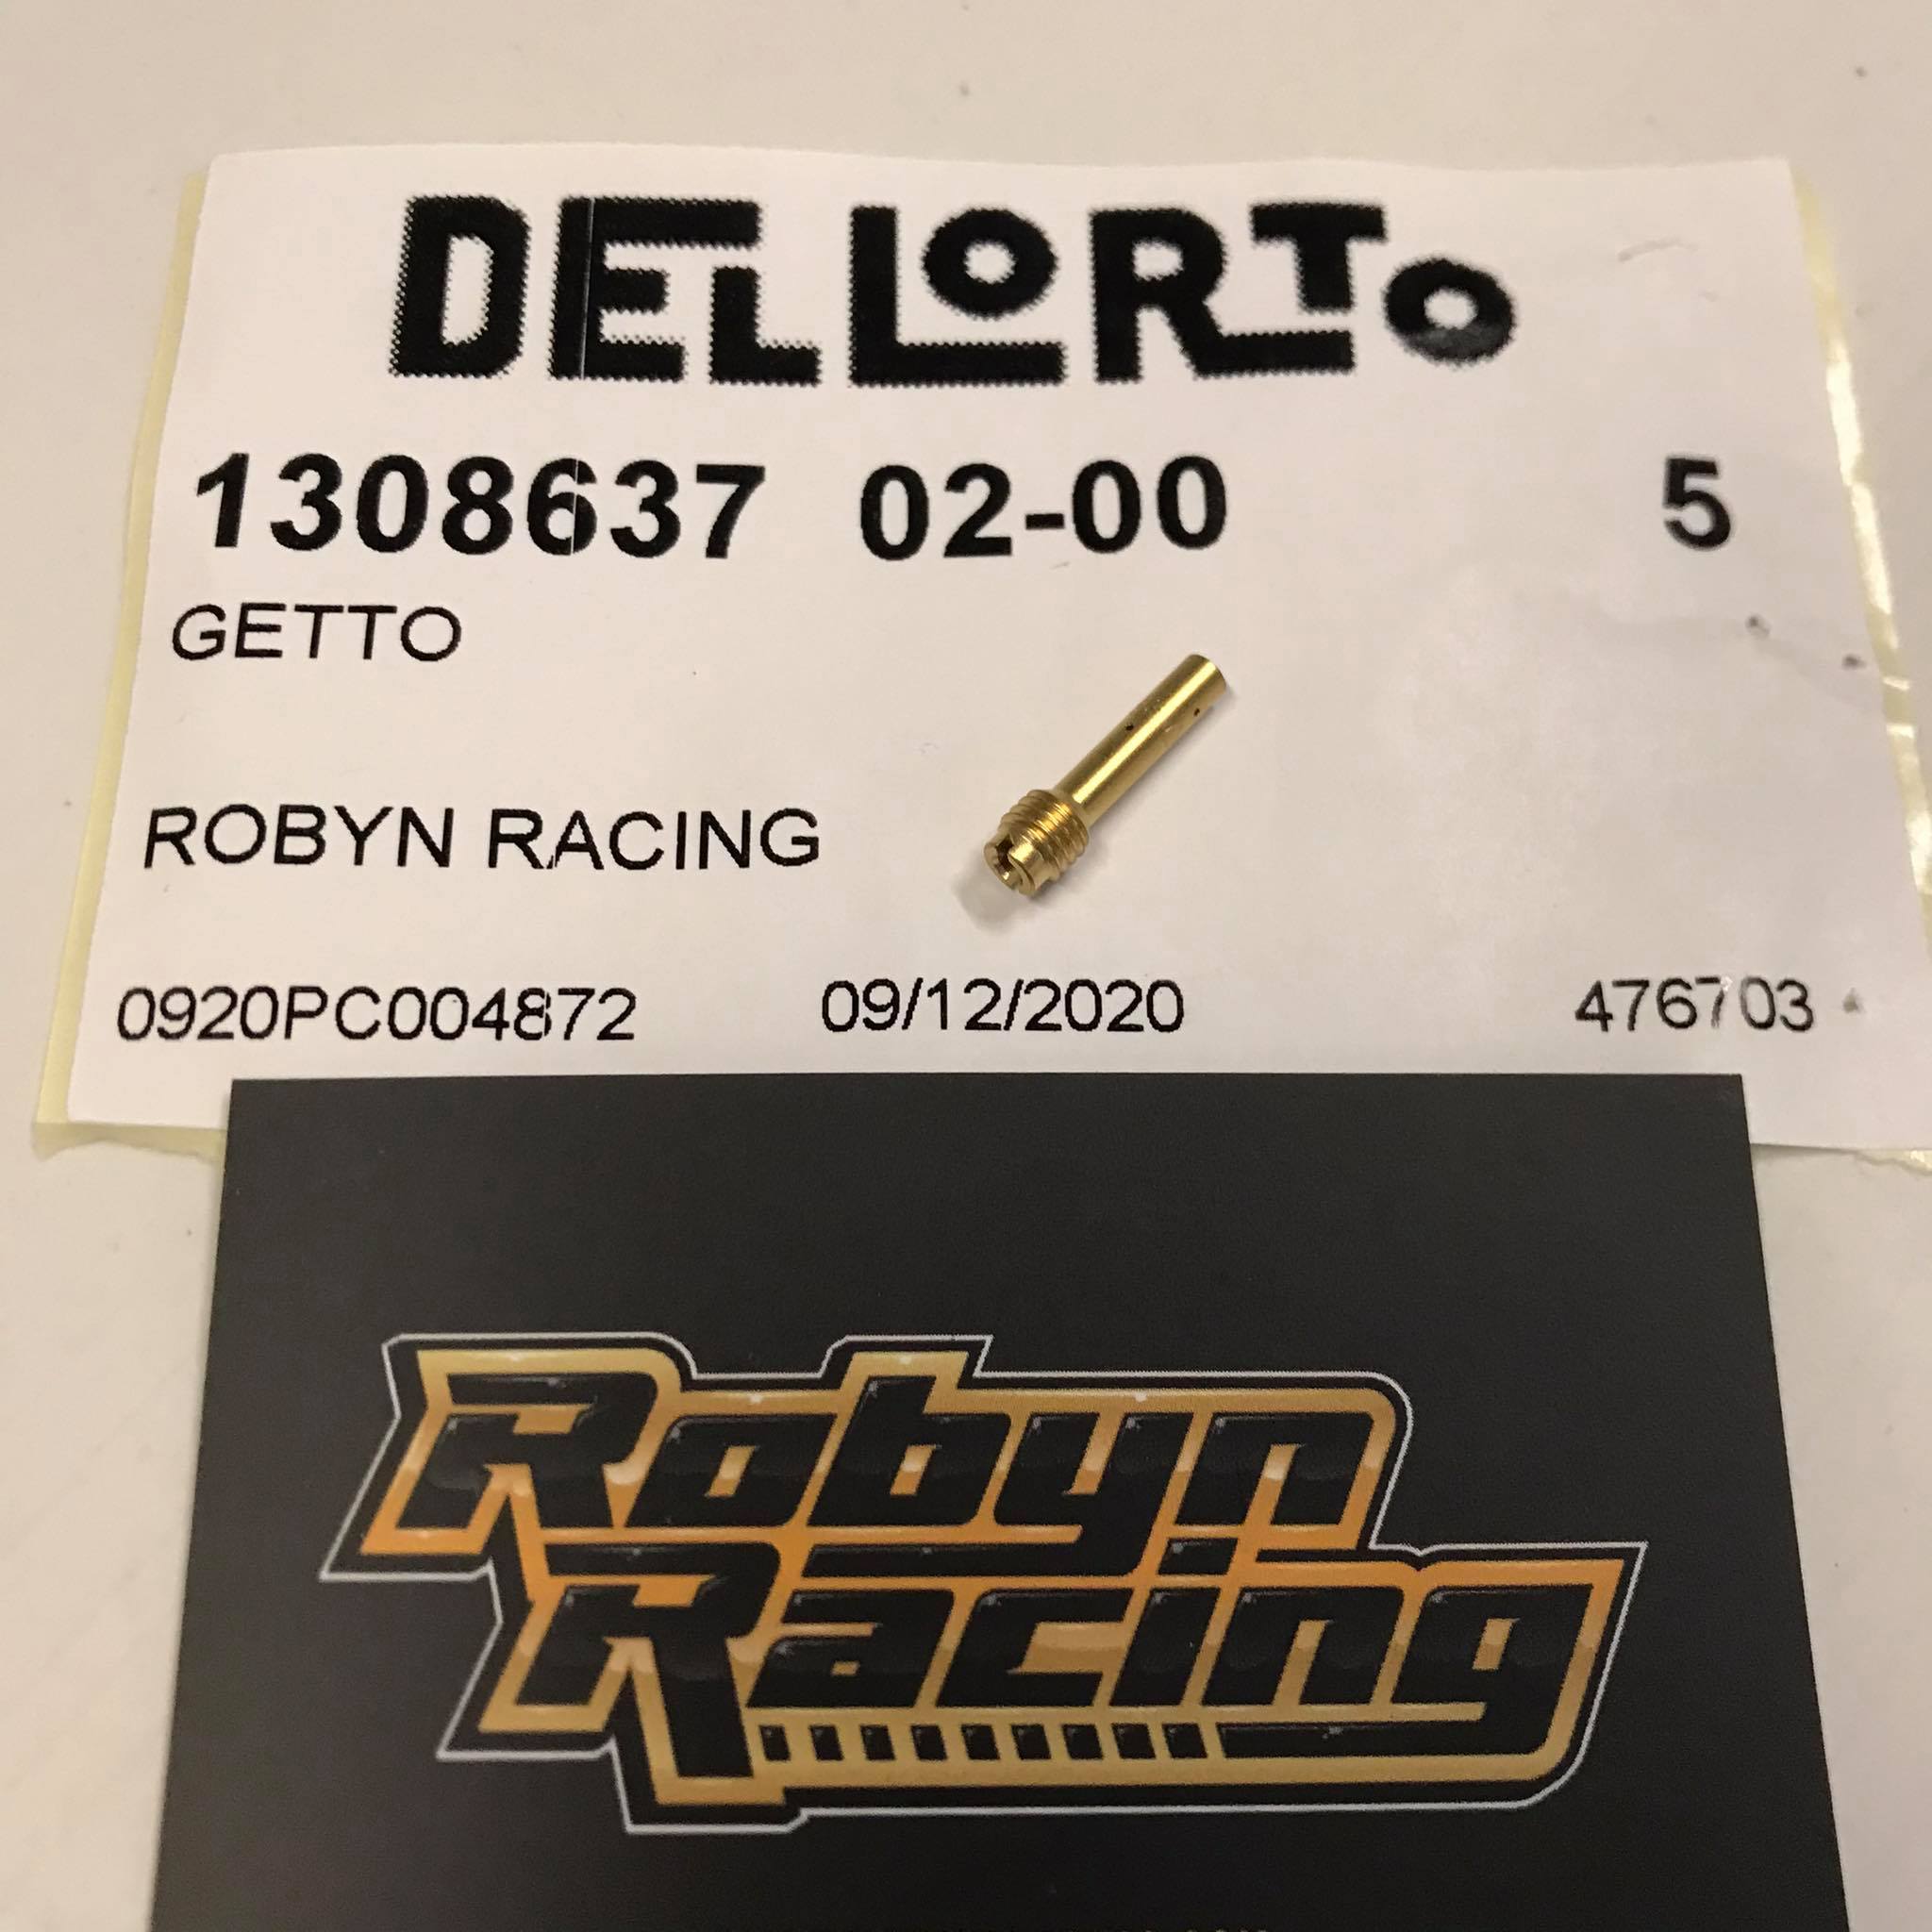 DELLORTO
1308637 02-00 5
GETTO
ROBYN RACING
0920PC004872 09/12/2020 476703
Robyn
Racing